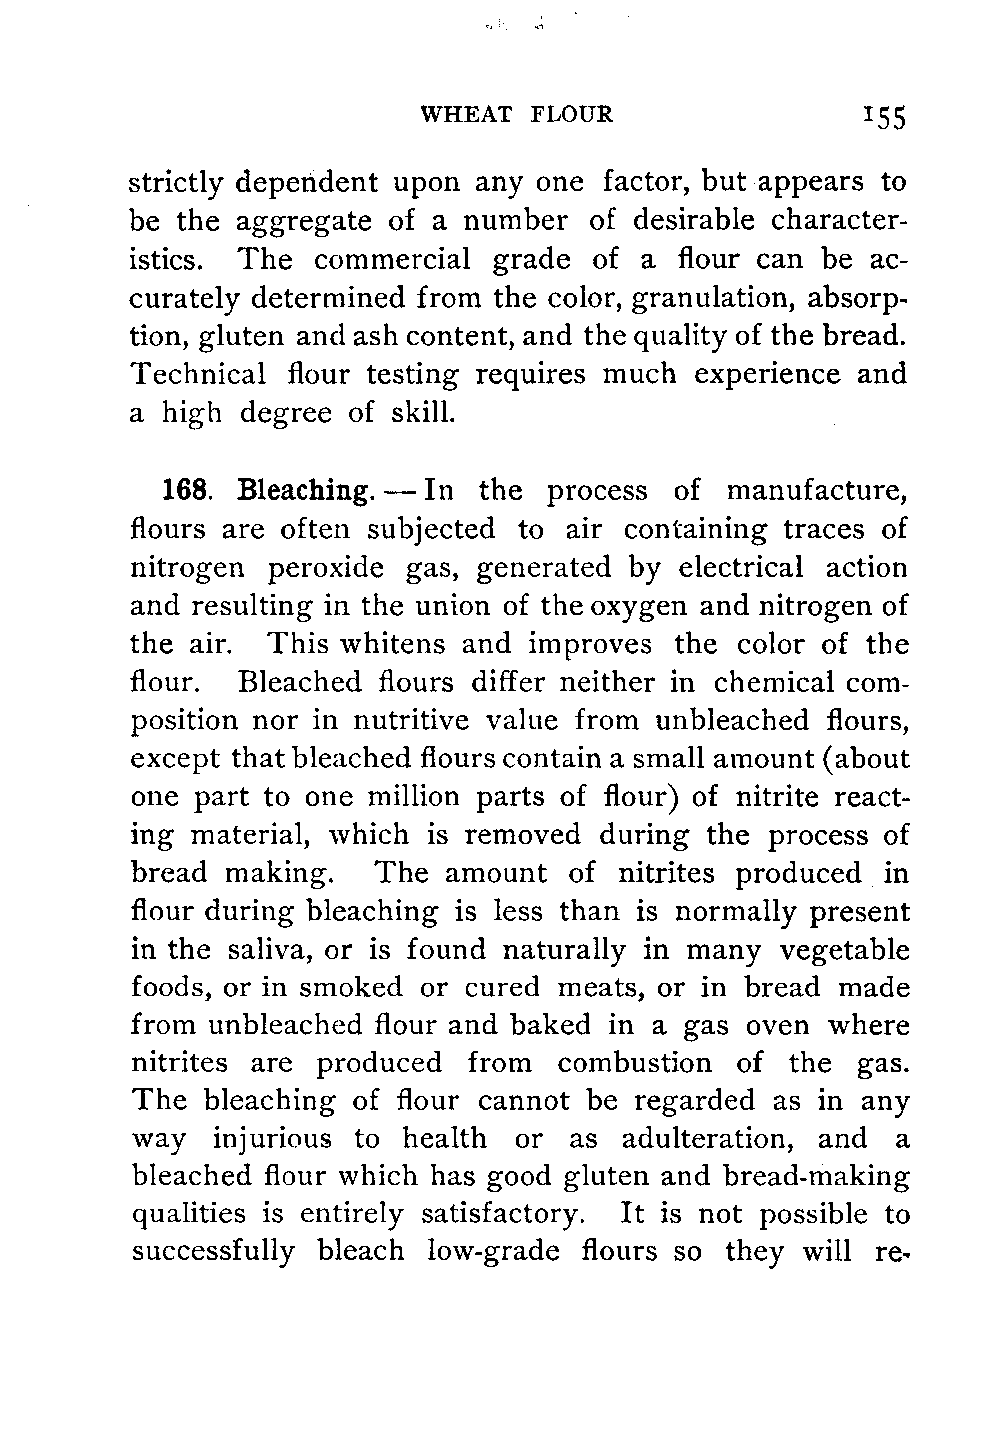 WHEAT FLOUR 155
strictly dependent upon any one factor, but appears to
be the aggregate of a number of desirable character-
istics. The commercial grade of a flour can be ac-
curately determined from the color, granulation, absorp-
tion, gluten and ash content, and the quality of the bread.
Technical flour testing requires much experience and
a high degree of skill.
168. Bleaching. — In the process of manufacture,
flours are often subjected to air containing traces of
nitrogen peroxide gas, generated by electrical action
and resulting in the union of the oxygen and nitrogen of
the air. This whitens and improves the color of the
flour. Bleached flours differ neither in chemical com-
position nor in nutritive value from unbleached flours,
except that bleached flours contain a small amount (about
one part to one million parts of flour) of nitrite react-
ing material, which is removed during the process of
bread making. The amount of nitrites produced in
flour during bleaching is less than is normally present
in the saliva, or is found naturally in many vegetable
foods, or in smoked or cured meats, or in bread made
from unbleached flour and baked in a gas oven where
nitrites are produced from combustion of the gas.
The bleaching of flour cannot be regarded as in any
way injurious to health or as adulteration, and a
bleached flour which has good gluten and bread-making
qualities is entirely satisfactory. It is not possible to
successfully bleach low-grade flours so they will re-